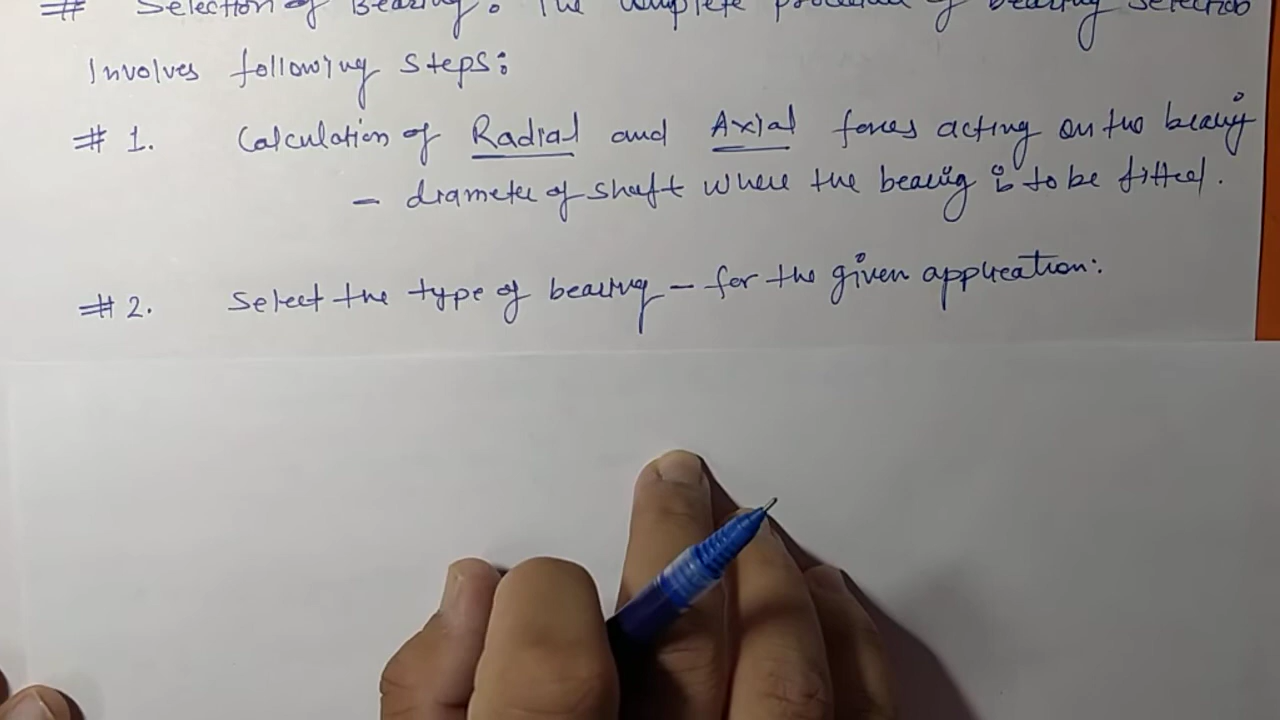 # Selection of Bearing. The complete procedure of bearing selection
Involves following steps:
# 1. Calculation of Radial and Axial forces acting on the bearing
- diameter of shaft where the bearing is to be fitted.
# 2. Select the type of bearing - for the given application: